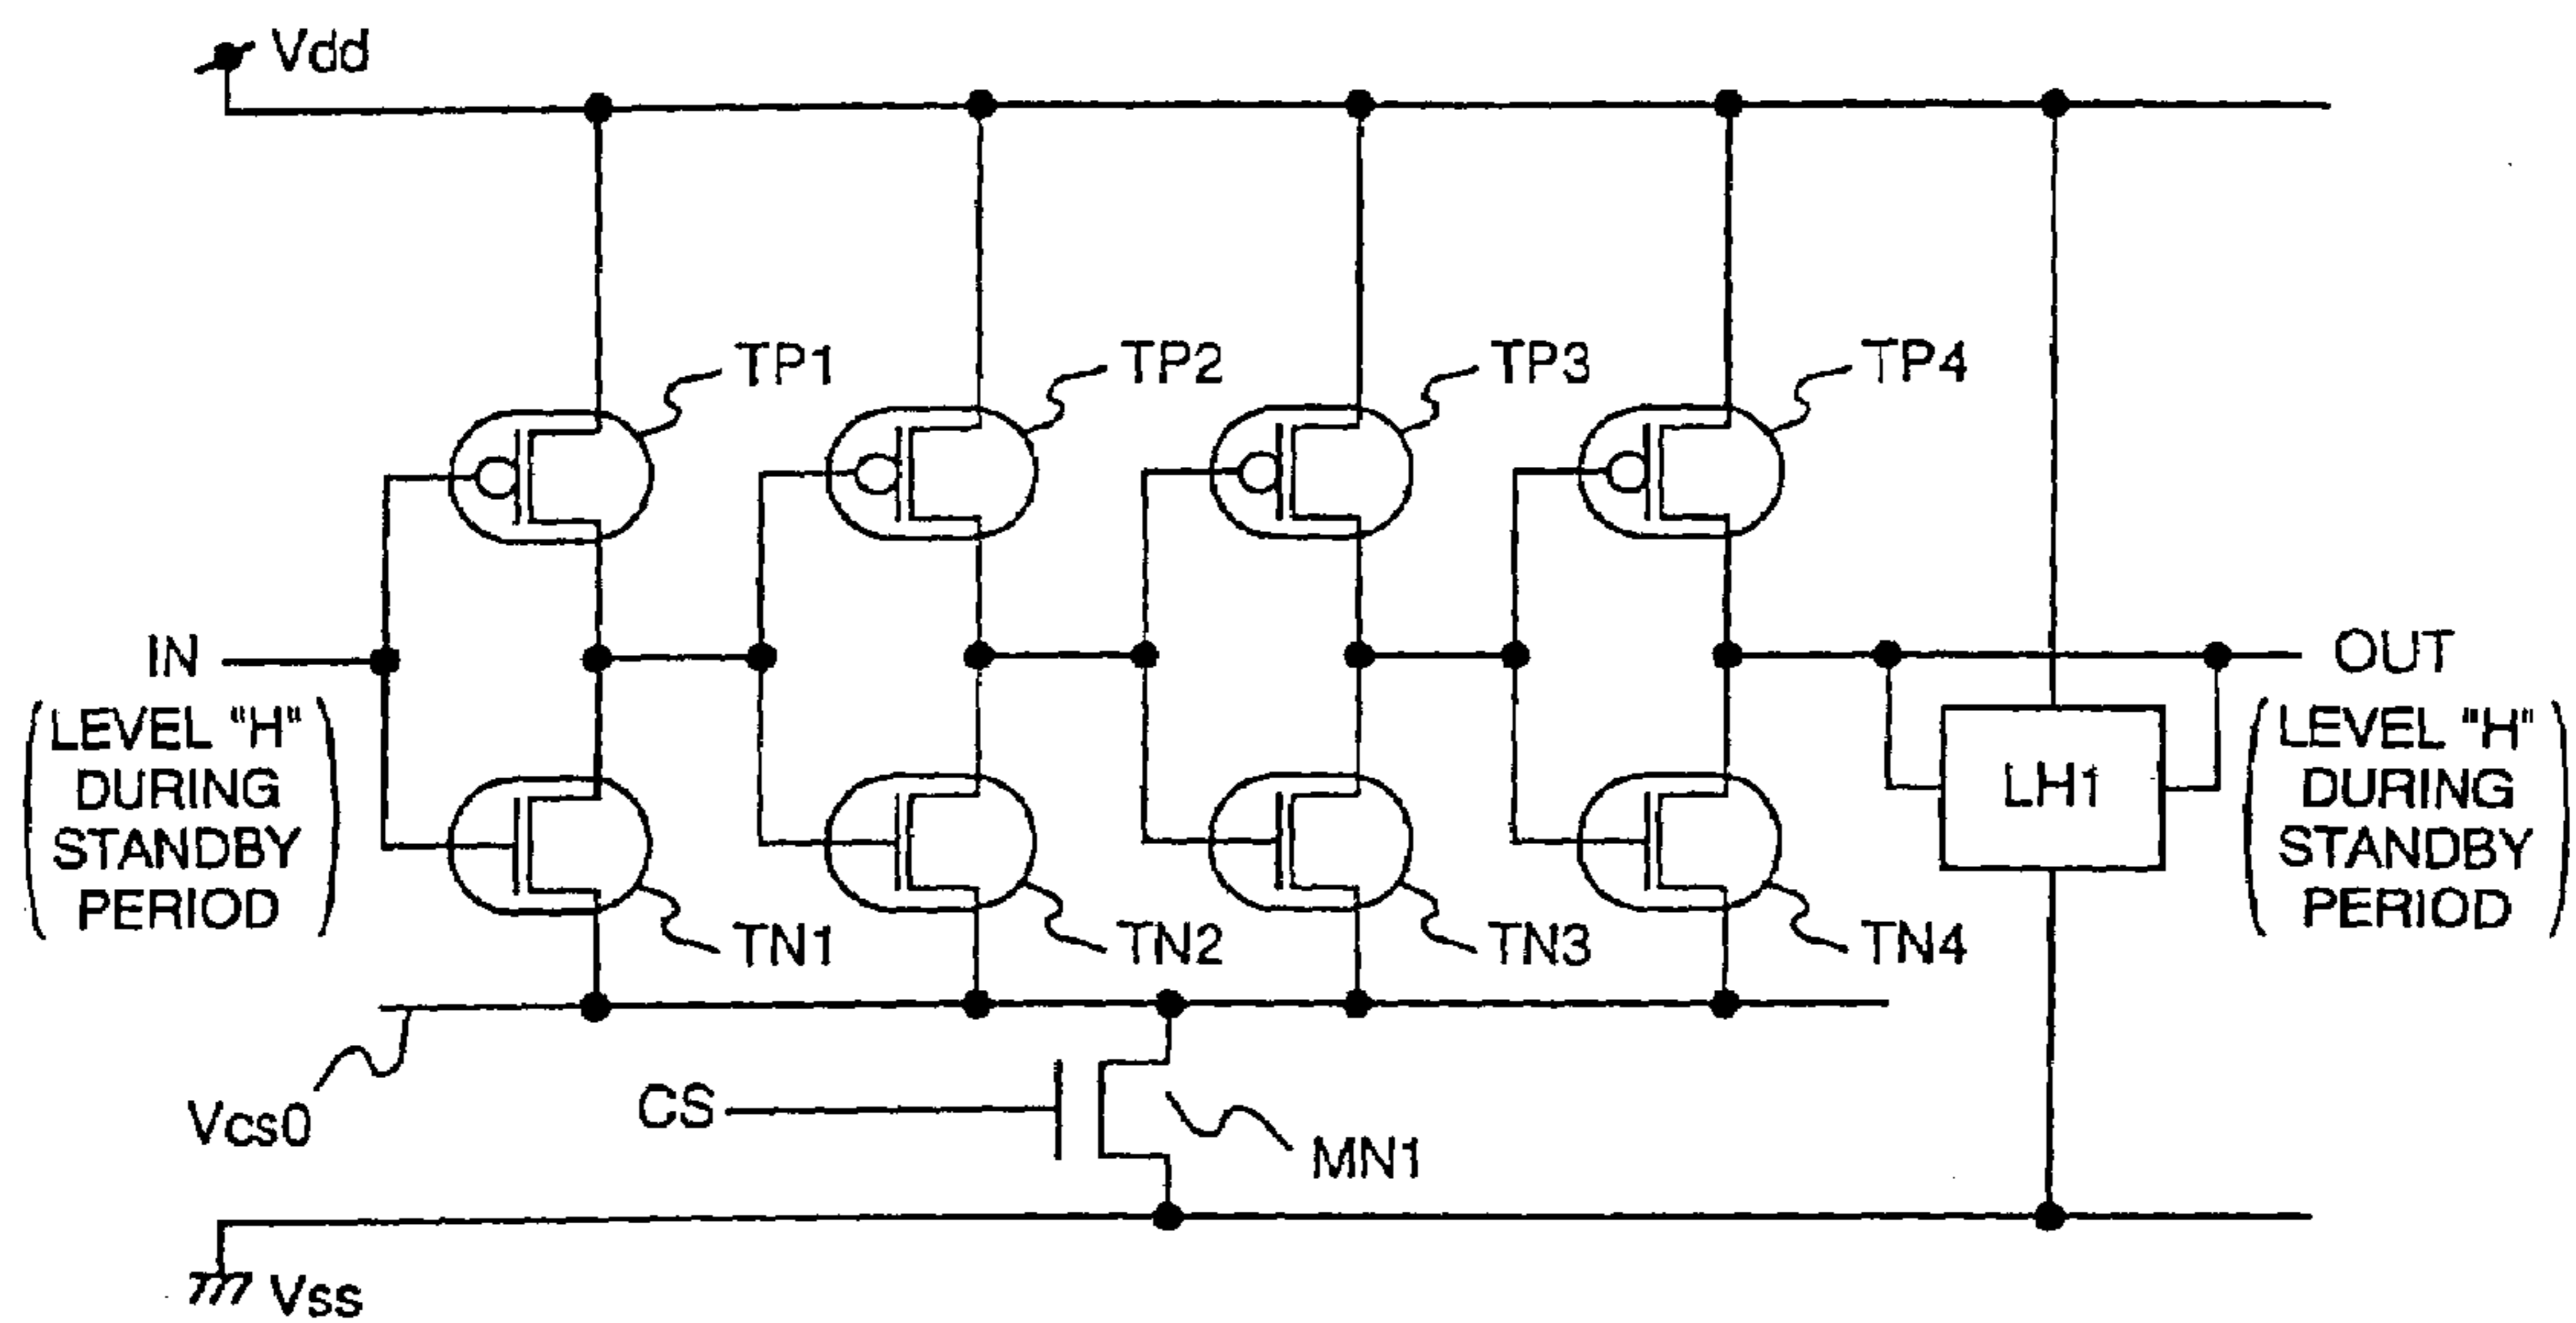 Vdd
TP1
TP2
TP3
TP4
IN
(LEVEL "H"
DURING
STANDBY
PERIOD)
OUT
(LEVEL "H"
DURING
STANDBY
PERIOD)
LH1
TN1
TN2
TN3
TN4
Vcs0
CS
MN1
Vss